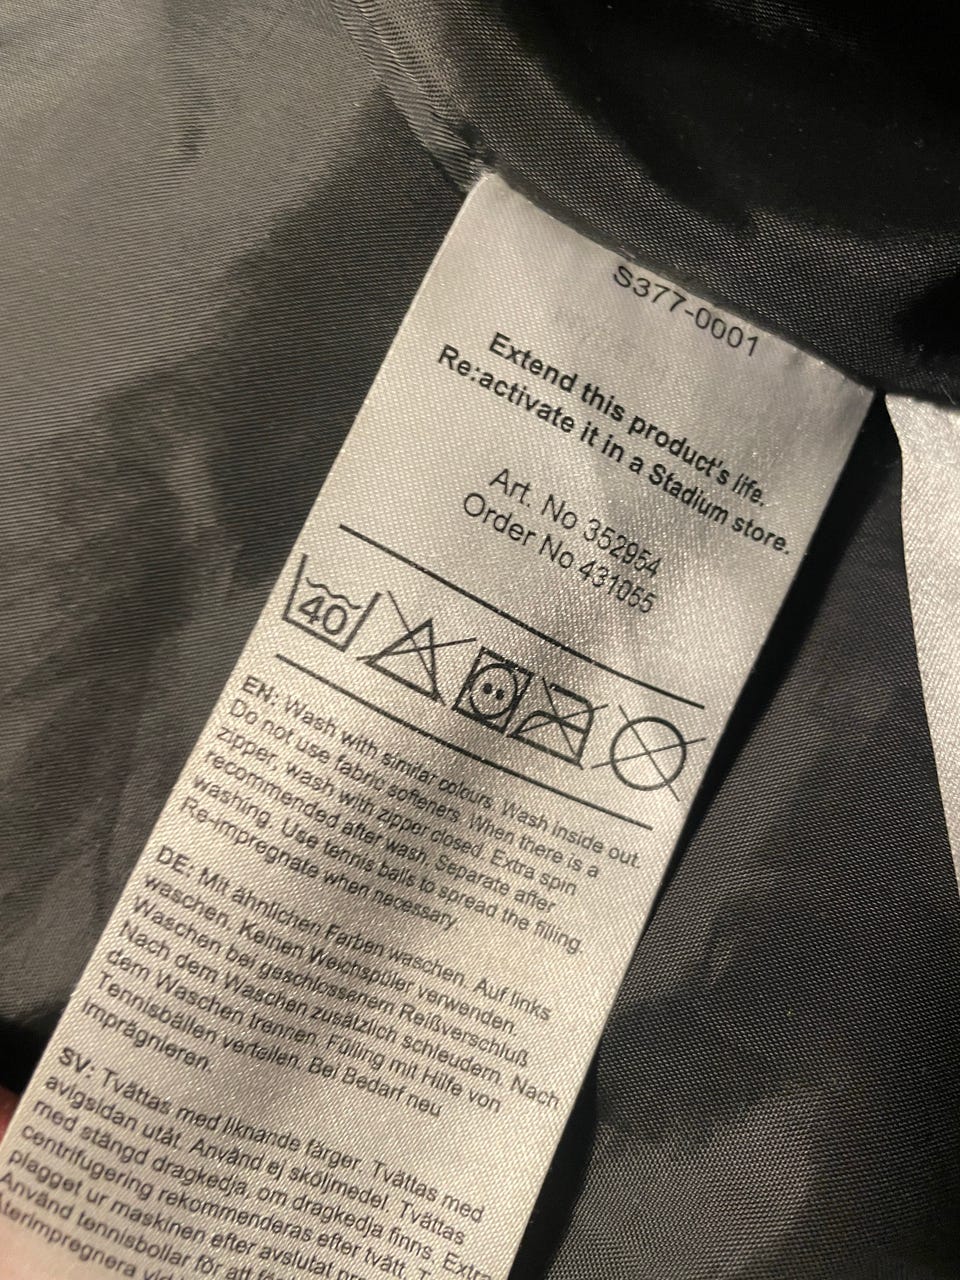 S377-0001
Extend this product's life.
Re:activate it in a Stadium store.
Art. No 352954
Order No 431055
40
EN: Wash with similar colours. Wash inside out.
Do not use fabric softeners. When there is a
zipper, wash with zipper closed. Extra spin
recommended after wash. Separate after
washing. Use tennis balls to spread the filling.
Re-impregnate when necessary.
DE: Mit ähnlichen Farben waschen. Auf links
waschen. Keinen Weichspüler verwenden.
Waschen bei geschlossenem Reißverschluß
Nach dem Waschen zusätzlich schleudern. Nach
dem Waschen trennen. Fülling mit Hilfe von
Tennisbällen verteilen. Bei Bedarf neu
imprägnieren.
SV: Tvättas med liknande färger. Tvättas med
avigsidan utåt. Använd ej sköljmedel. Tvättas
med stängd dragkedja, om dragkedja finns. Extra
centrifugering rekommenderas efter tvätt. T
plagget ur maskinen efter avslutat pr
Använd tennisbollar för att
terimpregnera